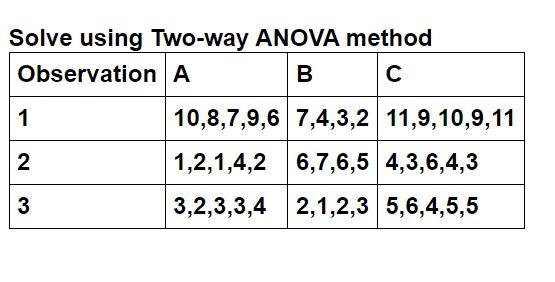 Solve using Two-way ANOVA method
Observation A B C
1 10,8,7,9,6 7,4,3,2 11,9,10,9,11
2 1,2,1,4,2 6,7,6,5 4,3,6,4,3
3 3,2,3,3,4 2,1,2,3 5,6,4,5,5